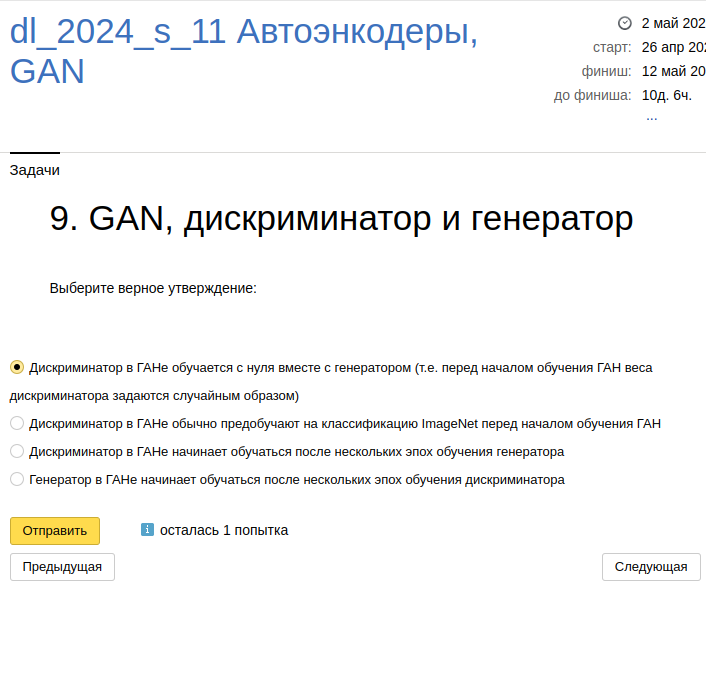 dl_2024_s_11 Автоэнкодеры,
GAN
2 май 202
старт: 26 апр 202
финиш: 12 май 20
до финиша: 10д. 6ч.
...
Задачи
9. GAN, дискриминатор и генератор
Выберите верное утверждение:
Дискриминатор в ГАНе обучается с нуля вместе с генератором (т.е. перед началом обучения ГАН веса
дискриминатора задаются случайным образом)
Дискриминатор в ГАНе обычно предобучают на классификацию ImageNet перед началом обучения ГАН
Дискриминатор в ГАНе начинает обучаться после нескольких эпох обучения генератора
Генератор в ГАНе начинает обучаться после нескольких эпох обучения дискриминатора
Отправить
осталась 1 попытка
Предыдущая
Следующая